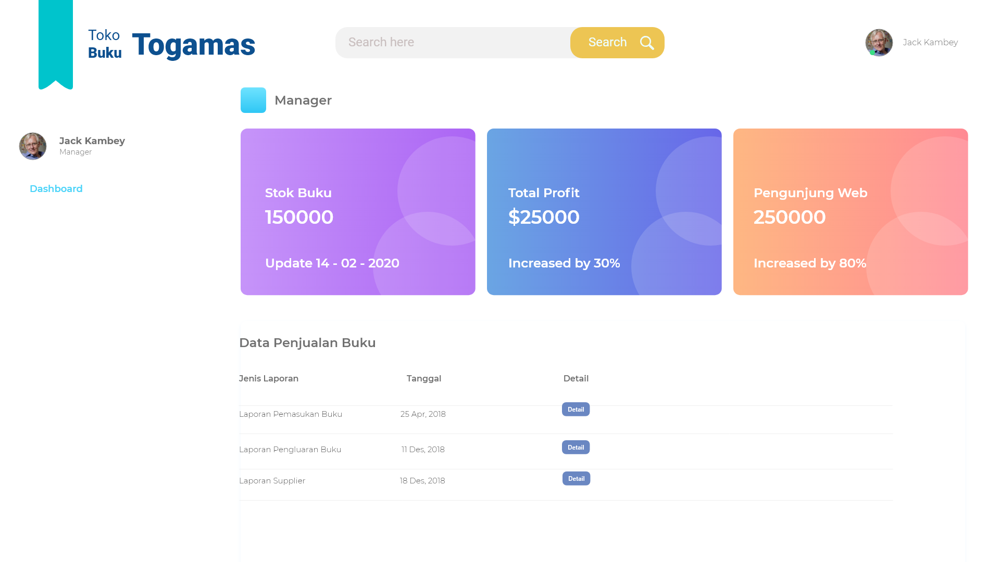 Toko
Buku
Togamas
Search here
Search
Jack Kambey
Manager
Jack Kambey
Manager
Dashboard
Stok Buku
150000
Update 14 - 02 - 2020
Total Profit
$25000
Increased by 30%
Pengunjung Web
250000
Increased by 80%
Data Penjualan Buku
Jenis Laporan Tanggal Detail
Laporan Pemasukan Buku 25 Apr, 2018 Detail
Laporan Pengluaran Buku 11 Des, 2018 Detail
Laporan Supplier 18 Des, 2018 Detail